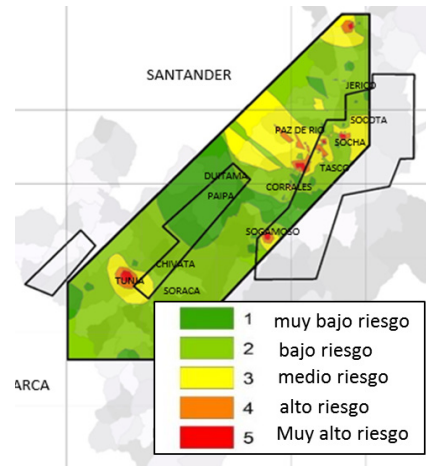 SANTANDER
JERICÓ
SOCOTA
PAZ DE RIO
SOCHA
TASCO
DUITAMA
CORRALES
PAIPA
SOGAMOSO
CHIVATA
TUNJA
SORACA
ARCA
1 muy bajo riesgo
2 bajo riesgo
3 medio riesgo
4 alto riesgo
5 Muy alto riesgo